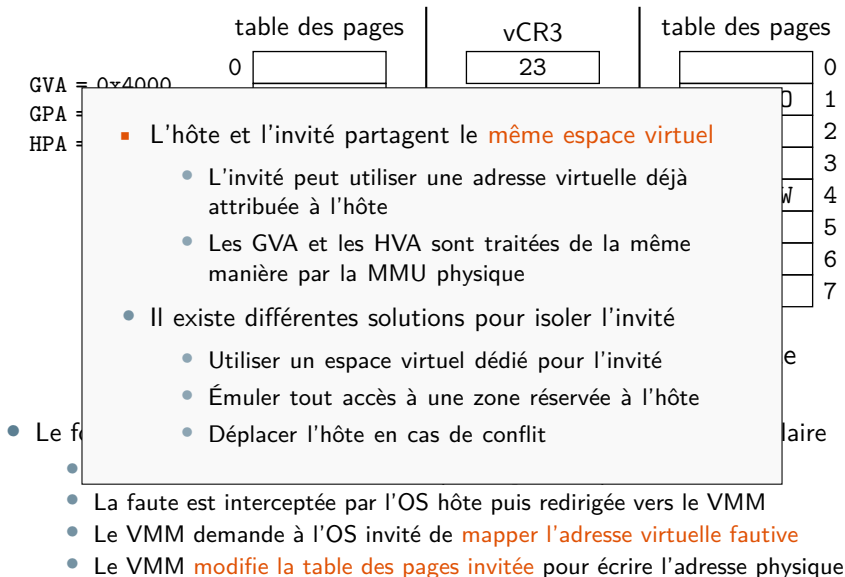 table des pages
vCR3
table des pages
0
23
0
GVA = 0x4000
1
GPA =
2
HPA =
3
W
4
5
6
7
L'hôte et l'invité partagent le même espace virtuel
L'invité peut utiliser une adresse virtuelle déjà
attribuée à l'hôte
Les GVA et les HVA sont traitées de la même
manière par la MMU physique
Il existe différentes solutions pour isoler l'invité
Utiliser un espace virtuel dédié pour l'invité
Émuler tout accès à une zone réservée à l'hôte
Déplacer l'hôte en cas de conflit
e
Le
laire
La faute est interceptée par l'OS hôte puis redirigée vers le VMM
Le VMM demande à l'OS invité de mapper l'adresse virtuelle fautive
Le VMM modifie la table des pages invitée pour écrire l'adresse physique